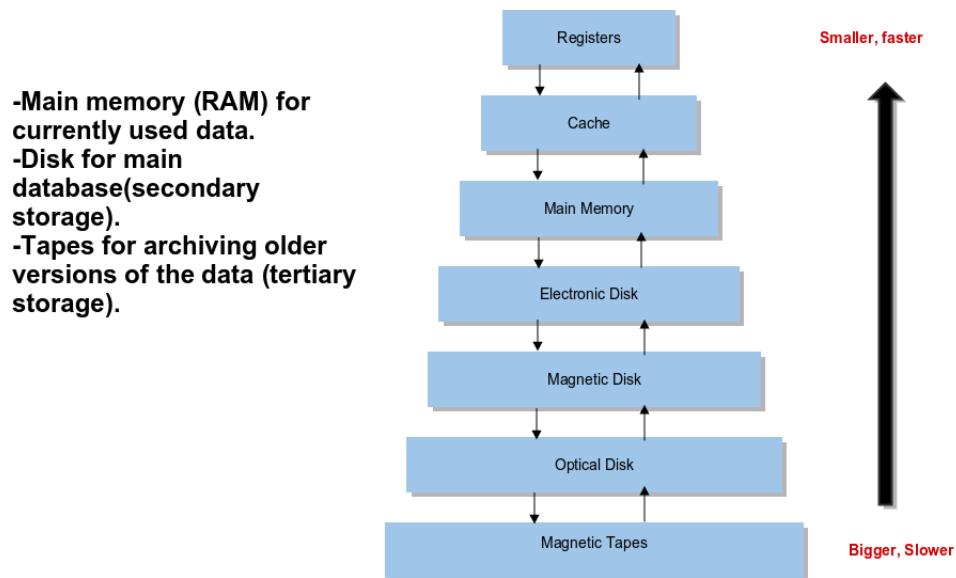 -Main memory (RAM) for
currently used data.
-Disk for main
database(secondary
storage).
-Tapes for archiving older
versions of the data (tertiary
storage).
Registers
Cache
Main Memory
Electronic Disk
Magnetic Disk
Optical Disk
Magnetic Tapes
Smaller, faster
Bigger, Slower